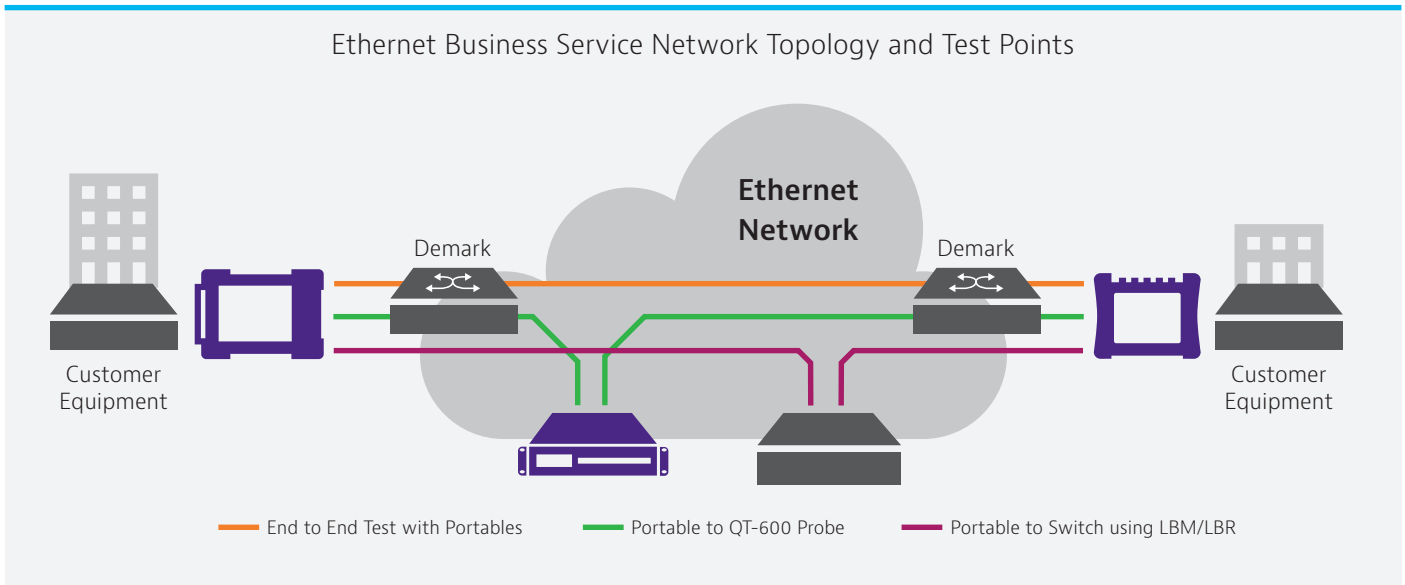 Ethernet Business Service Network Topology and Test Points
Ethernet
Network
Demark
Demark
Customer
Equipment
Customer
Equipment
End to End Test with Portables
Portable to QT-600 Probe
Portable to Switch using LBM/LBR